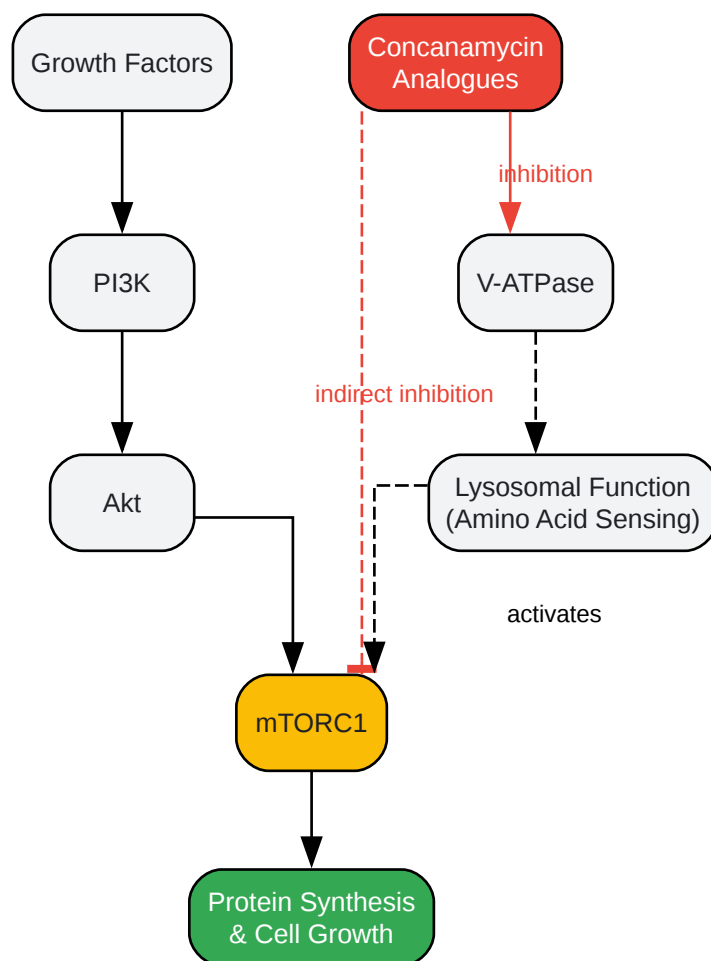 Growth Factors
Concanamycin
Analogues
inhibition
PI3K
V-ATPase
indirect inhibition
Akt
Lysosomal Function
(Amino Acid Sensing)
activates
mTORC1
Protein Synthesis
& Cell Growth